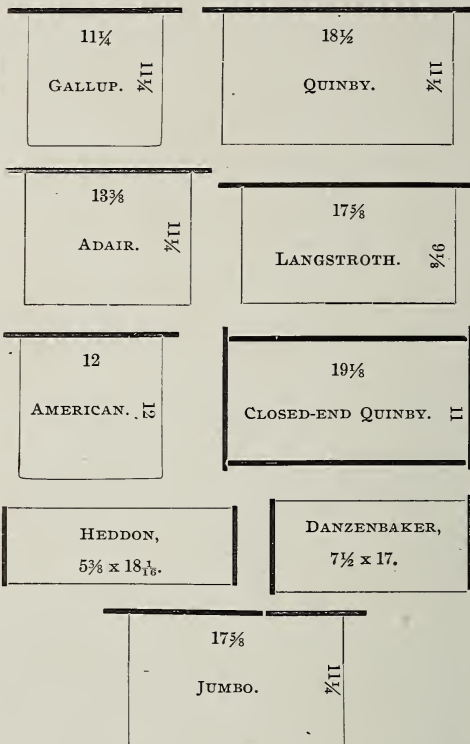 11¼
GALLUP. 11¼
18½
QUINBY. 11¼
13⅜
ADAIR. 11¼
17⅝
LANGSTROTH. 9⅛
12
AMERICAN. 12
19⅛
CLOSED-END QUINBY. 11
HEDDON,
5⅜ x 18 1/16.
DANZENBAKER,
7½ x 17.
17⅝
JUMBO. 11¼